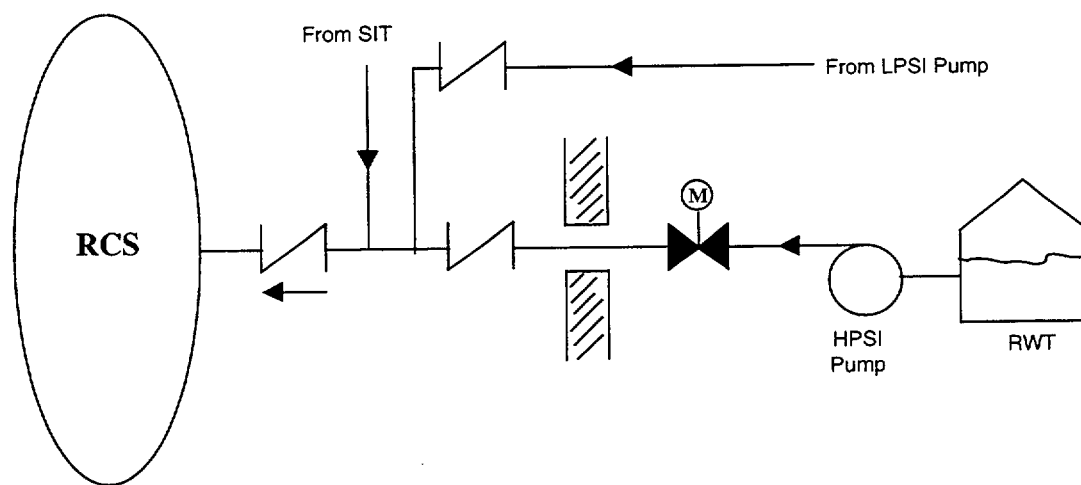 From SIT
From LPSI Pump
M
RCS
HPSI
Pump
RWT